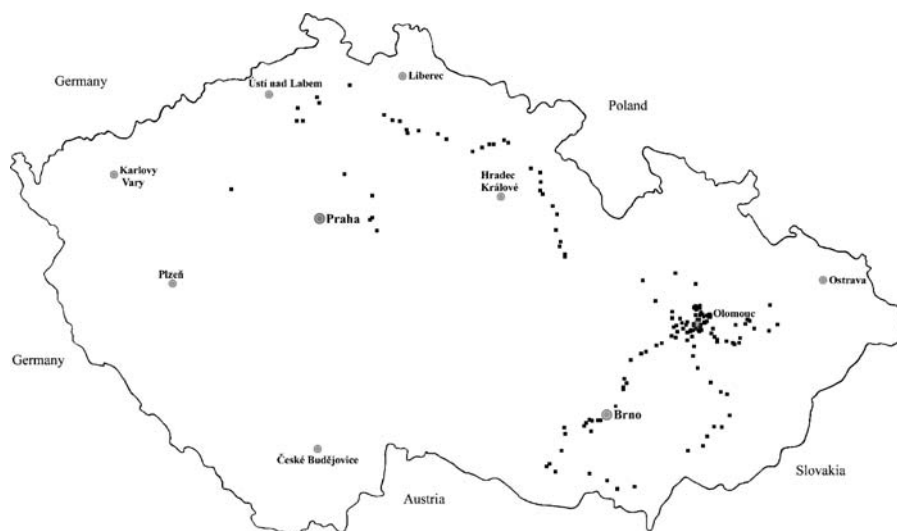 Germany
Ústí nad Labem
Liberec
Poland
Karlovy
Vary
Hradec
Králové
Praha
Plzeň
Ostrava
Olomouc
Germany
Brno
České Budějovice
Slovakia
Austria